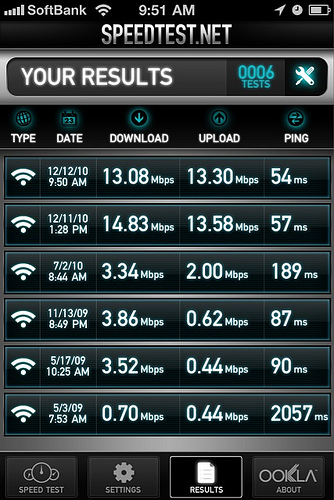 SoftBank 9:51 AM
SPEEDTEST.NET
YOUR RESULTS 0006 TESTS
TYPE DATE DOWNLOAD UPLOAD PING
12/12/10 9:50 AM 13.08 Mbps 13.30 Mbps 54 ms
12/11/10 1:28 PM 14.83 Mbps 13.58 Mbps 57 ms
7/2/10 8:44 AM 3.34 Mbps 2.00 Mbps 189 ms
11/13/09 8:49 PM 3.86 Mbps 0.62 Mbps 87 ms
5/17/09 10:25 AM 3.52 Mbps 0.44 Mbps 90 ms
5/3/09 7:53 AM 0.70 Mbps 0.44 Mbps 2057 ms
OOKLA
SPEED TEST SETTINGS RESULTS ABOUT